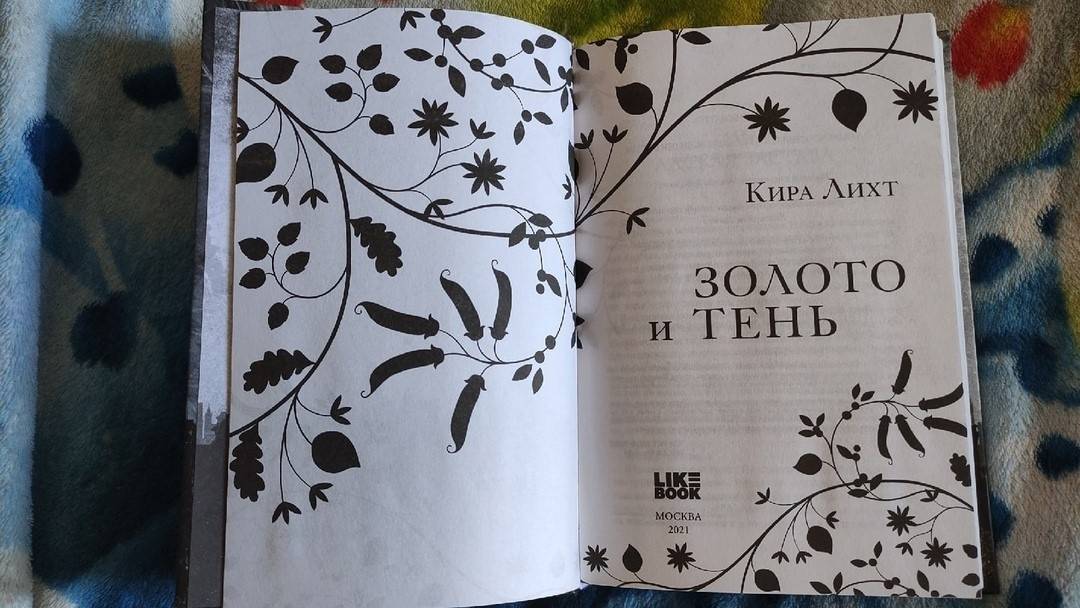 Кира Лихт
ЗОЛОТО
и ТЕНЬ
LIKE
BOOK
МОСКВА
2021